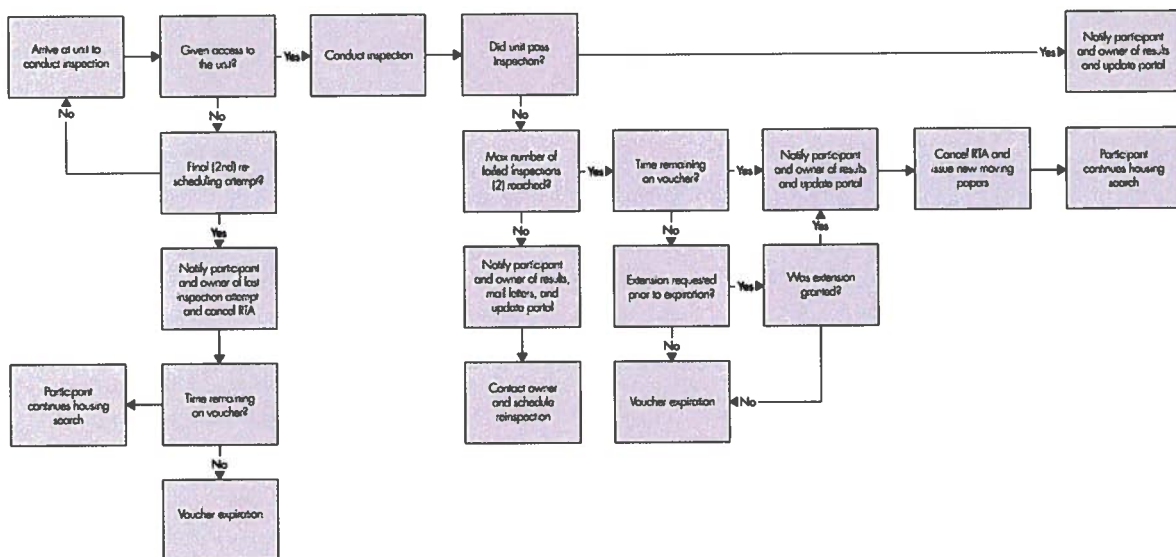 Arrive at unit to
conduct inspection
Given access to
the unit?
Yes
Conduct inspection
Did unit pass
Inspection?
Yes
Notify participant
and owner of results
and update portal
No
No
No
Final (2nd) re-
scheduling attempt?
Max number of
failed inspections
(2) reached?
Yes
Time remaining
on voucher?
Yes
Notify participant
and owner of results
and update portal
Cancel RTA and
issue new moving
papers
Participant
continues housing
search
Yes
No
No
Yes
Notify participant
and owner of last
inspection attempt
and cancel RTA
Notify participant
and owner of results,
mail letters, and
update portal
Extension requested
prior to expiration?
Yes
Was extension
granted?
No
Participant
continues housing
search
Time remaining
on voucher?
Contact owner
and schedule
reinspection
Voucher expiration
No
No
Voucher expiration